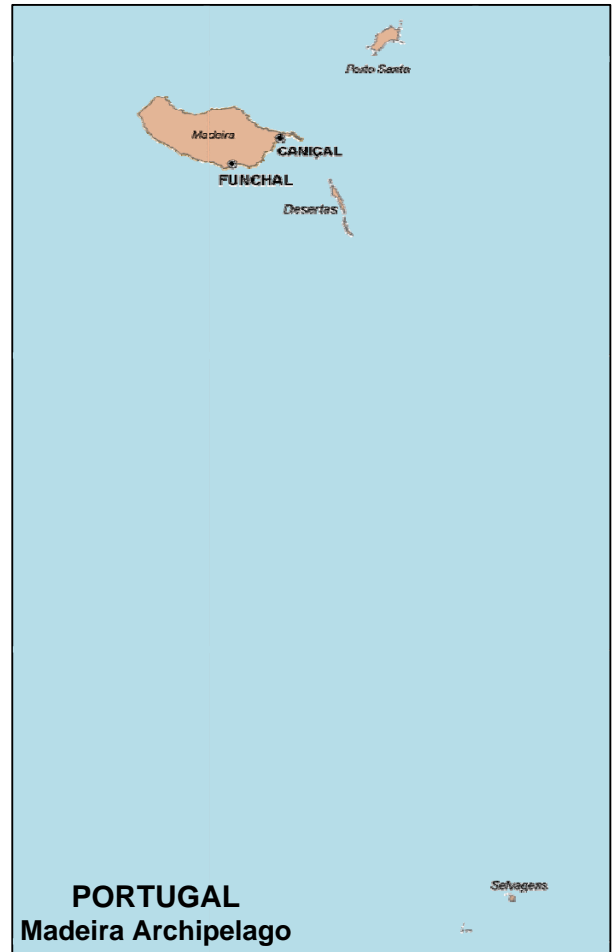 Porto Santo
Madeira
CANIÇAL
FUNCHAL
Desertas
Selvagens
PORTUGAL
Madeira Archipelago